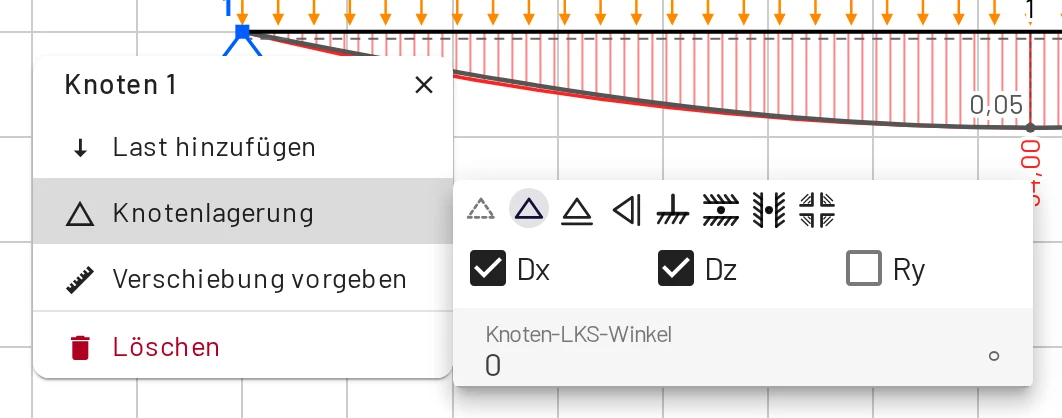 1
1
Knoten 1
0,05
Last hinzufügen
Knotenlagerung
Verschiebung vorgeben
Löschen
Dx
Dz
Ry
Knoten-LKS-Winkel
0
°